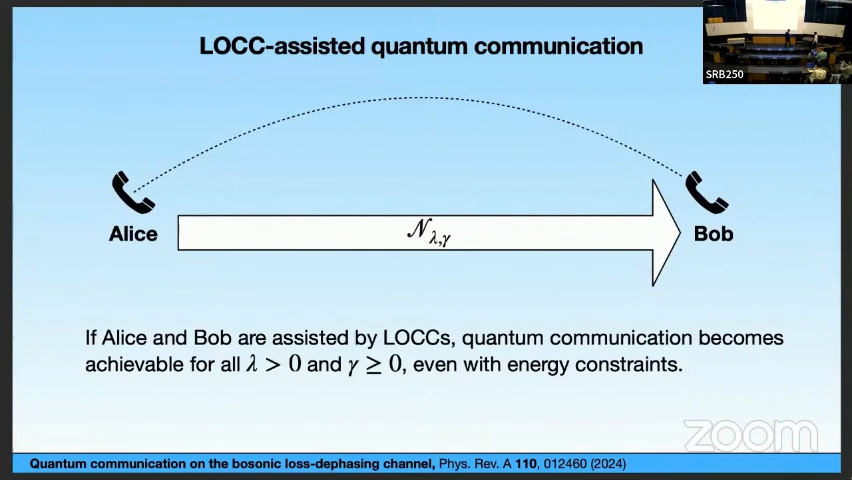 LOCC-assisted quantum communication
SRB250
Alice
𝒩λ,γ
Bob
If Alice and Bob are assisted by LOCCs, quantum communication becomes
achievable for all λ > 0 and γ ≥ 0, even with energy constraints.
zoom
Quantum communication on the bosonic loss-dephasing channel, Phys. Rev. A 110, 012460 (2024)